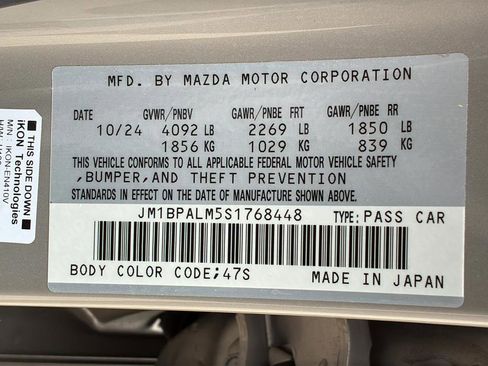 MFD. BY MAZDA MOTOR CORPORATION
DATE GVWR/PNBV GAWR/PNBE FRT GAWR/PNBE RR
10/24 4092 LB 2269 LB 1850 LB
1856 KG 1029 KG 839 KG
THIS VEHICLE CONFORMS TO ALL APPLICABLE FEDERAL MOTOR VEHICLE SAFETY
,BUMPER,AND THEFT PREVENTION
STANDARDS IN EFFECT ON THE DATE OF MANUFACTURE SHOWN ABOVE.
JM1BPALM5S1768448 TYPE: PASS CAR
BODY COLOR CODE;47S MADE IN JAPAN
THIS SIDE DOWN
iKON Technologies
M/N: IKON-EN410V